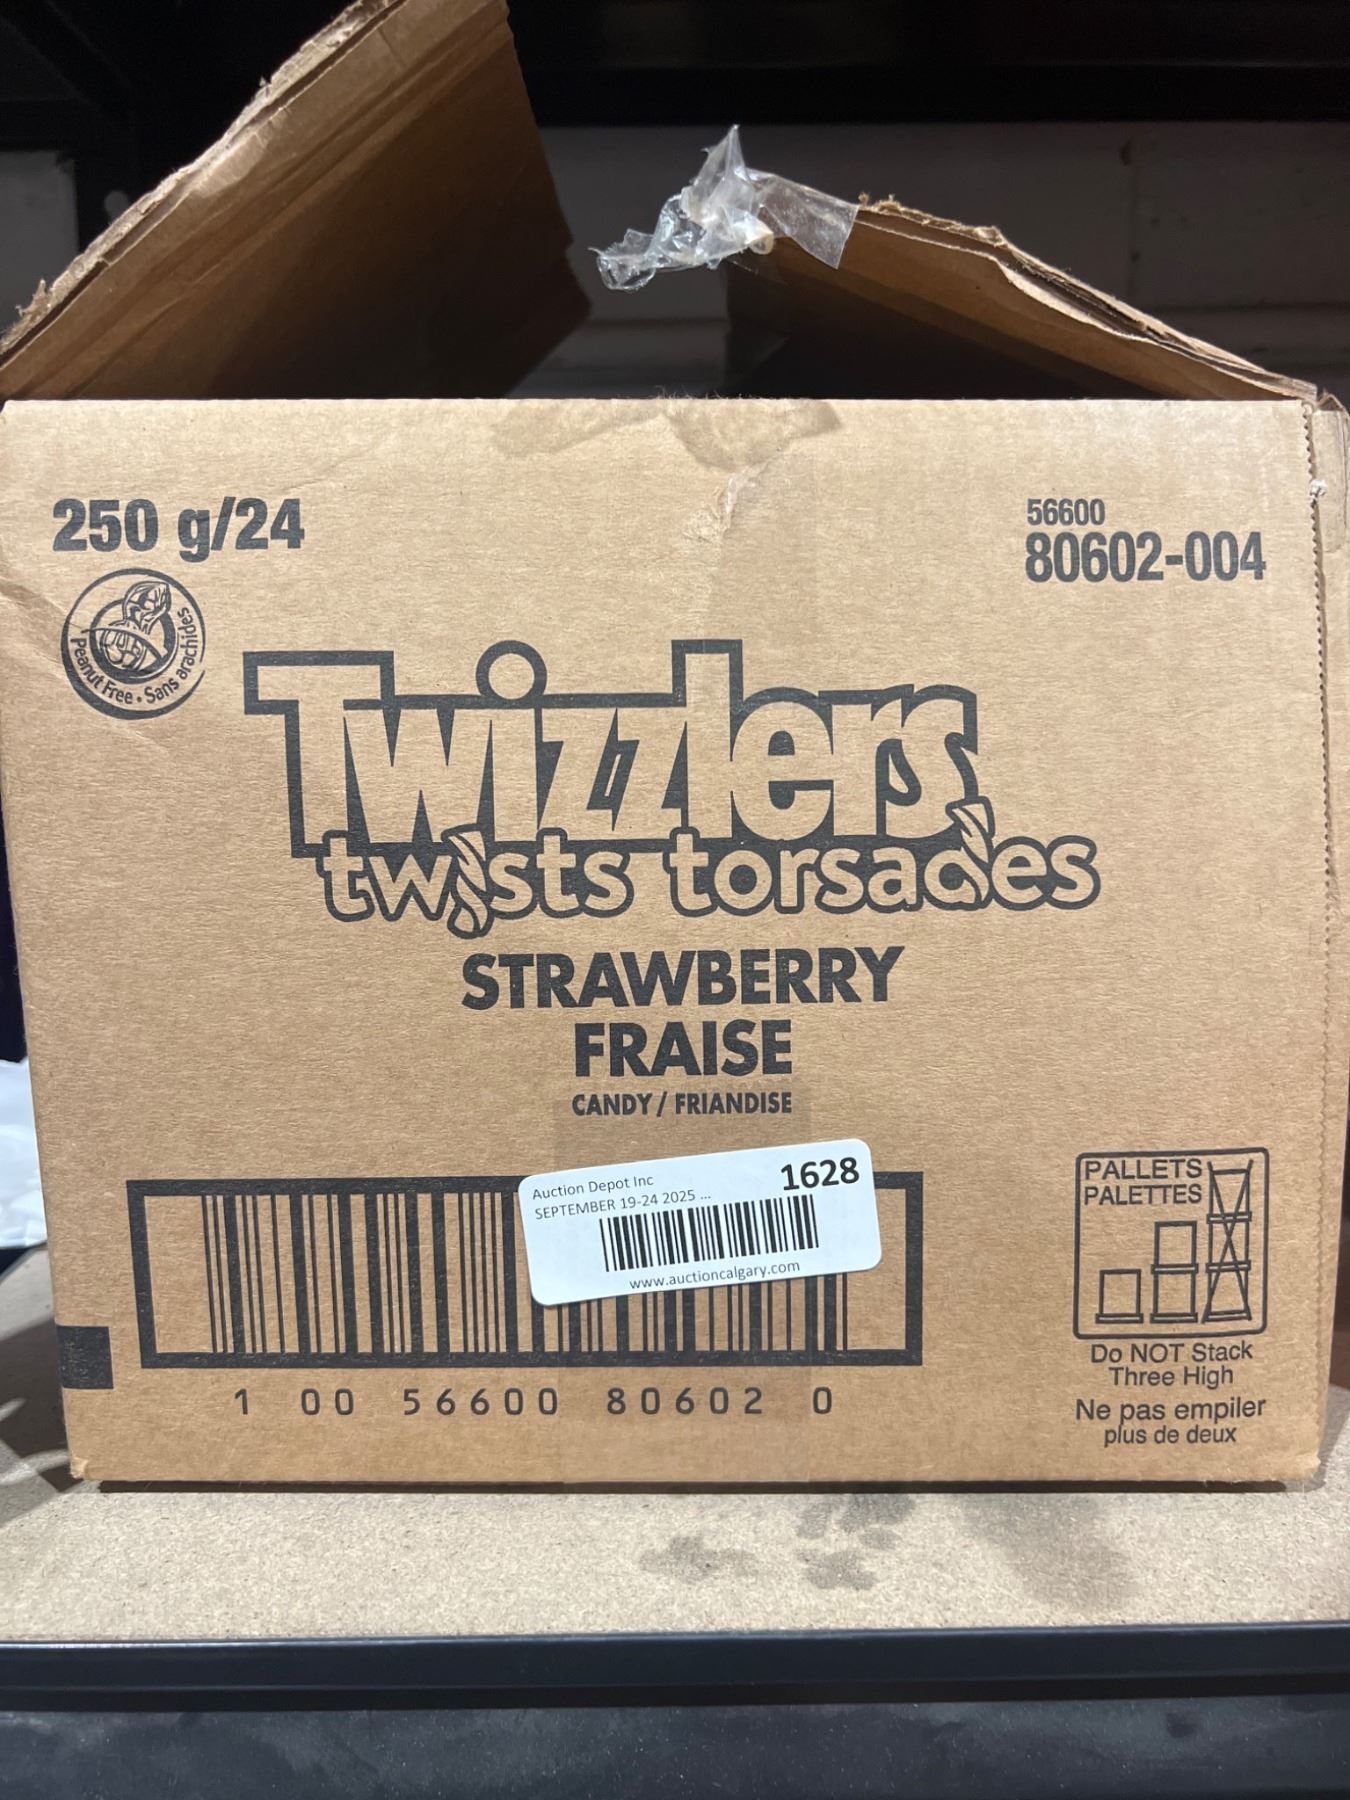 250 g/24
56600
80602-004
Peanut Free • Sans arachides
Twizzlers
twists torsades
STRAWBERRY
FRAISE
CANDY / FRIANDISE
Auction Depot Inc
1628
SEPTEMBER 19-24 2025 ...
www.auctioncalgary.com
PALLETS
PALETTES
Do NOT Stack
Three High
Ne pas empiler
plus de deux
1 00 56600 80602 0